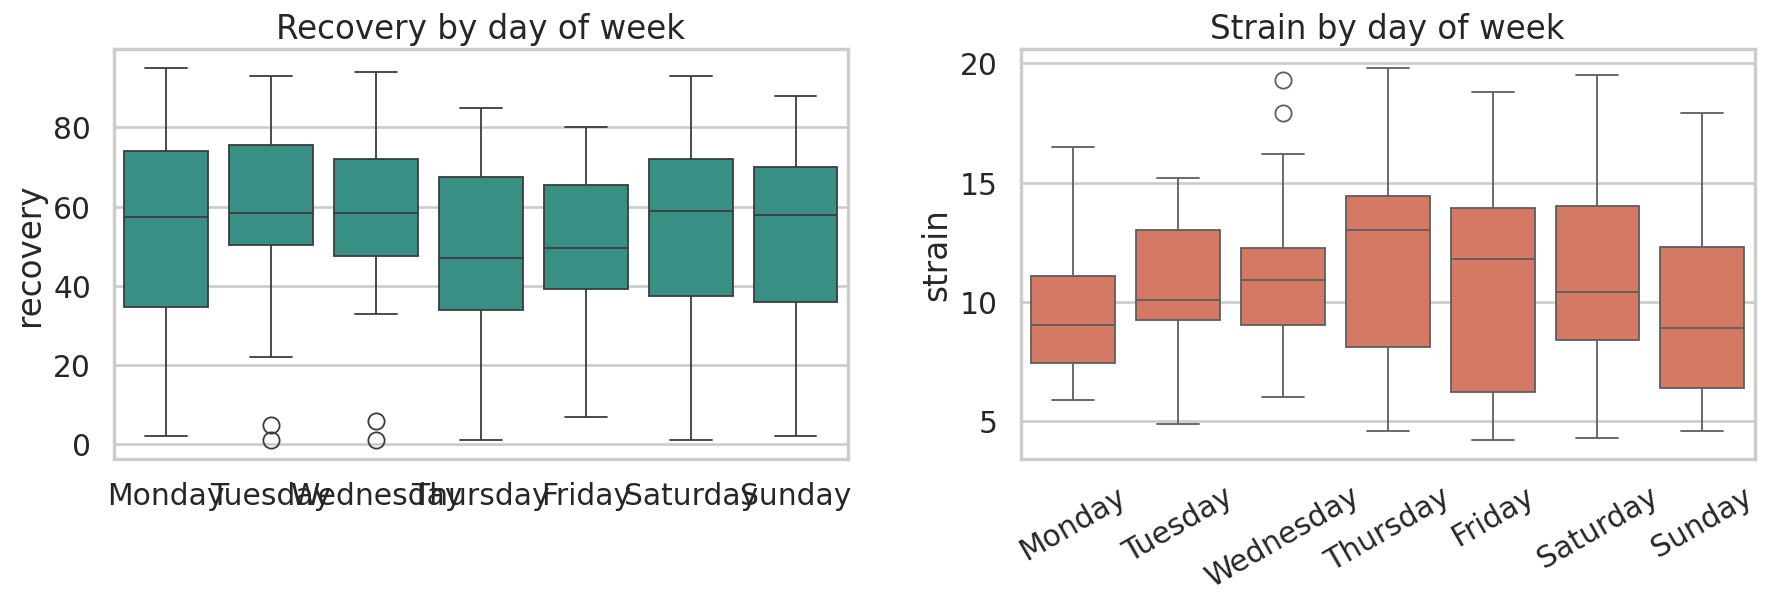 Recovery by day of week
recovery
80
60
40
20
0
Monday Tuesday Wednesday Thursday Friday Saturday Sunday
Strain by day of week
strain
20
15
10
5
Monday Tuesday Wednesday Thursday Friday Saturday Sunday